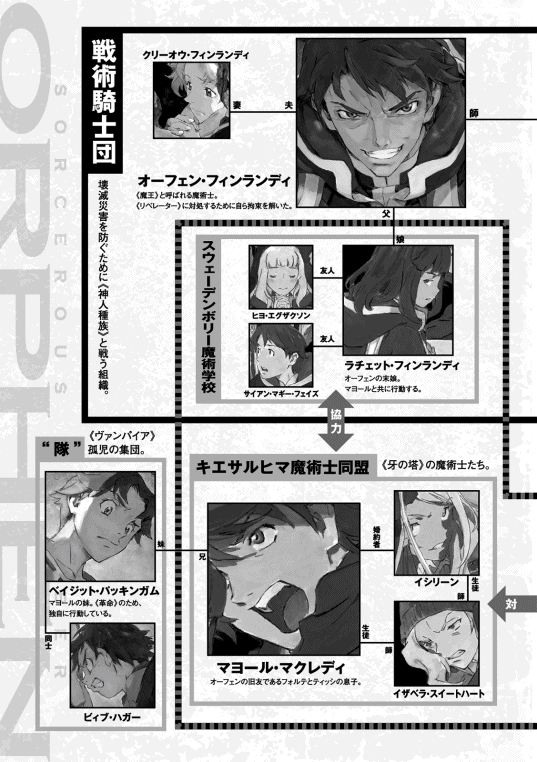 ORPHEN
SORCEROUS
R
戦術騎士団
壊滅災害を防ぐために《神人種族》と戦う組織。
クリーオウ・フィンランディ
妻
夫
師
オーフェン・フィンランディ
《魔王》と呼ばれる魔術士。
《リベレーター》に対処するために自ら拘束を解いた。
父
娘
スウェーデンボリー魔術学校
友人
ヒヨ・エグザクソン
友人
サイアン・マギー・フェイズ
ラチェット・フィンランディ
オーフェンの末娘。
マヨールと共に行動する。
協力
“隊”
《ヴァンパイア》
孤児の集団。
妹
兄
ベイジット・パッキンガム
マヨールの妹。《革命》のため、
独自に行動している。
同士
ビィブ・ハガー
キエサルヒマ魔術士同盟
《牙の塔》の魔術士たち。
婚約者
イシリーン
生徒
師
生徒
師
マヨール・マクレディ
オーフェンの旧友であるフォルテとティッシの息子。
イザベラ・スイートハート
対